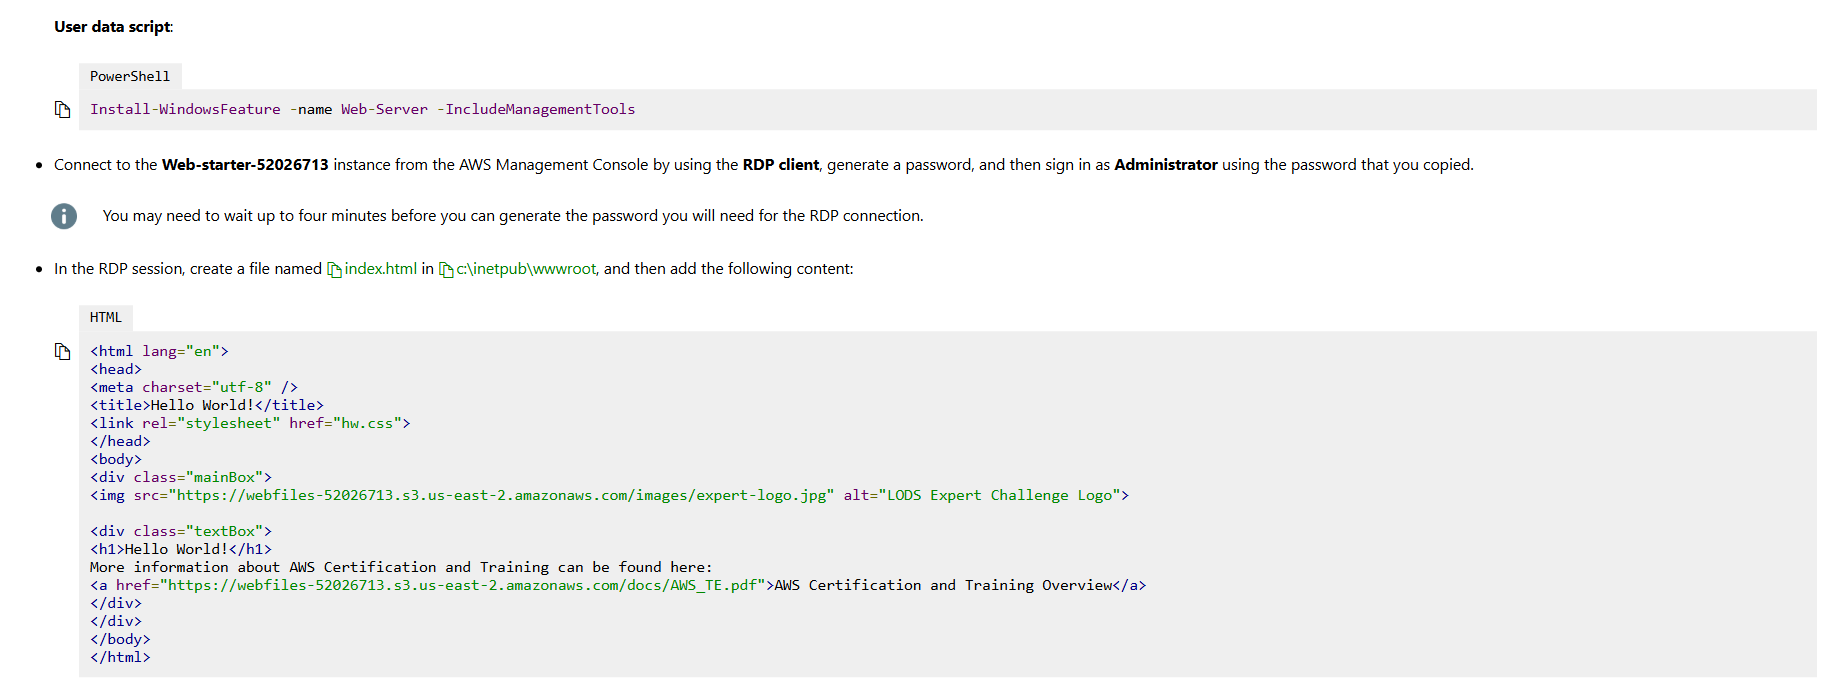 User data script:
PowerShell
Install-WindowsFeature -name Web-Server -IncludeManagementTools
• Connect to the Web-starter-52026713 instance from the AWS Management Console by using the RDP client, generate a password, and then sign in as Administrator using the password that you copied.
You may need to wait up to four minutes before you can generate the password you will need for the RDP connection.
• In the RDP session, create a file named index.html in c:\inetpub\wwwroot, and then add the following content:
HTML
<html lang="en">
<head>
<meta charset="utf-8" />
<title>Hello World!</title>
<link rel="stylesheet" href="hw.css">
</head>
<body>
<div class="mainBox">
<img src="https://webfiles-52026713.s3.us-east-2.amazonaws.com/images/expert-logo.jpg" alt="LODS Expert Challenge Logo">
<div class="textBox">
<h1>Hello World!</h1>
More information about AWS Certification and Training can be found here:
<a href="https://webfiles-52026713.s3.us-east-2.amazonaws.com/docs/AWS_TE.pdf">AWS Certification and Training Overview</a>
</div>
</div>
</body>
</html>